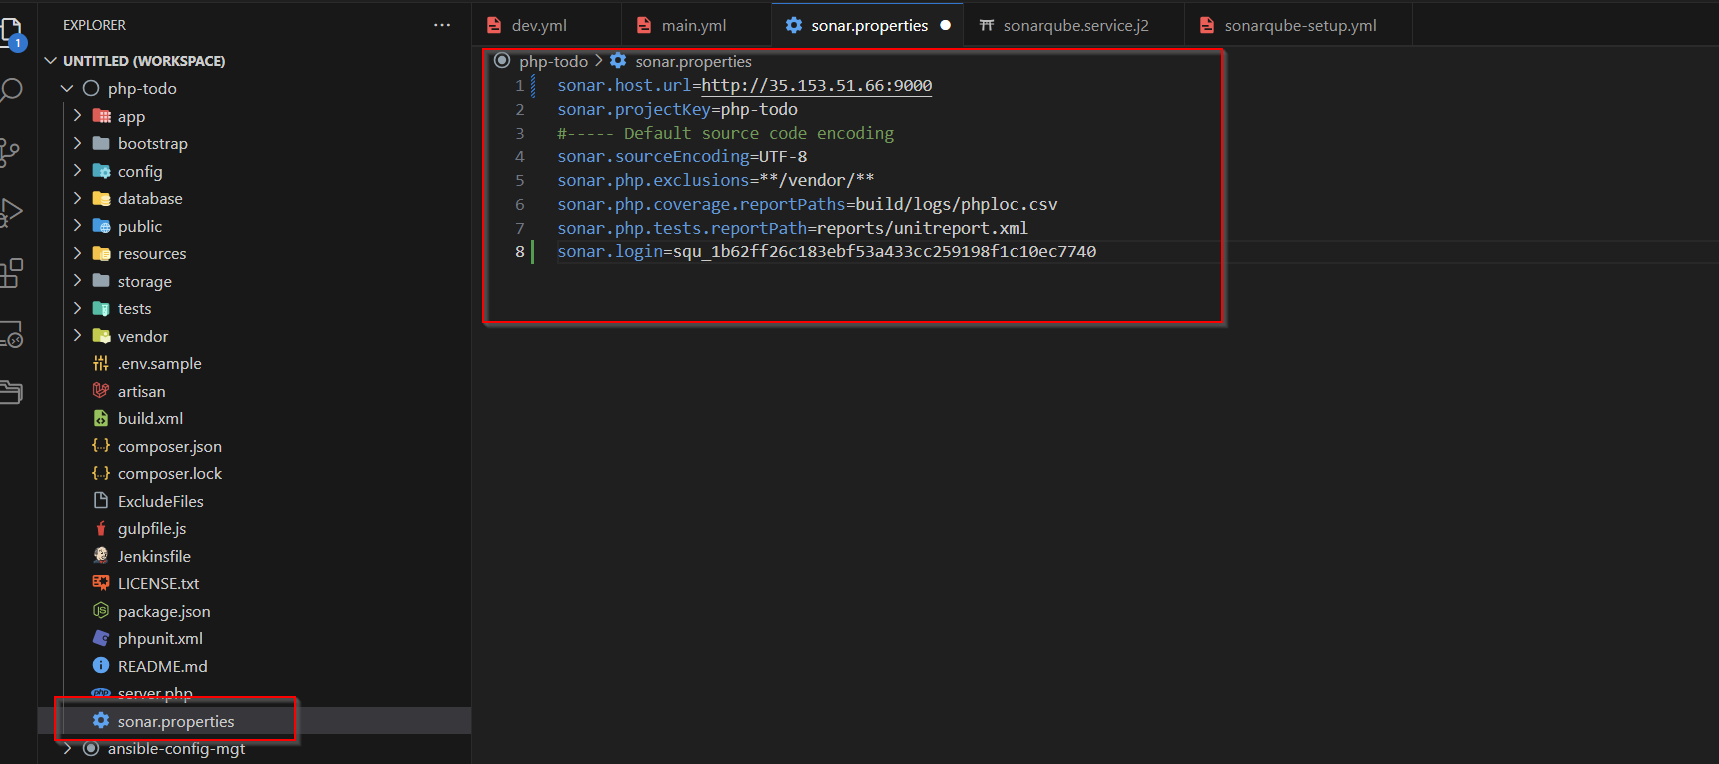 EXPLORER
UNTITLED (WORKSPACE)
php-todo
app
bootstrap
config
database
public
resources
storage
tests
vendor
.env.sample
artisan
build.xml
composer.json
composer.lock
ExcludeFiles
gulpfile.js
Jenkinsfile
LICENSE.txt
package.json
phpunit.xml
README.md
server.php
sonar.properties
ansible-config-mgt
1
dev.yml main.yml sonar.properties sonarqube.service.j2 sonarqube-setup.yml
php-todo > sonar.properties
1 sonar.host.url=http://35.153.51.66:9000
2 sonar.projectKey=php-todo
3 #----- Default source code encoding
4 sonar.sourceEncoding=UTF-8
5 sonar.php.exclusions=**/vendor/**
6 sonar.php.coverage.reportPaths=build/logs/phploc.csv
7 sonar.php.tests.reportPath=reports/unitreport.xml
8 sonar.login=squ_1b62ff26c183ebf53a433cc259198f1c10ec7740